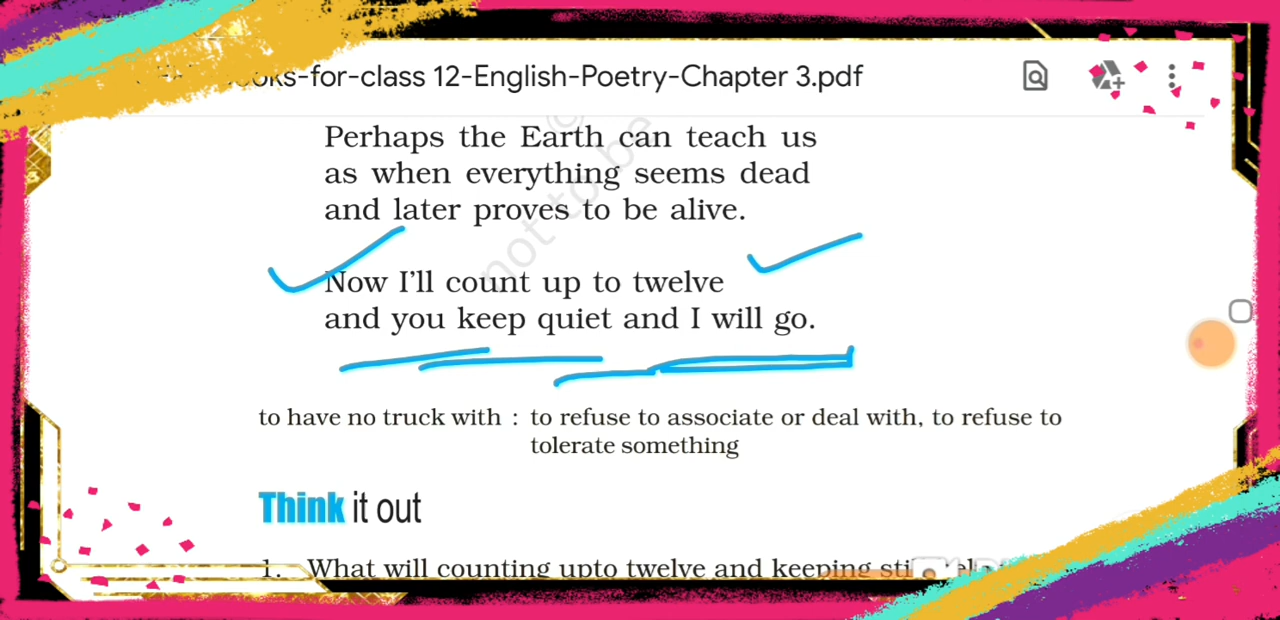 -for-class 12-English-Poetry-Chapter 3.pdf
Perhaps the Earth can teach us
as when everything seems dead
and later proves to be alive.
Now I'll count up to twelve
and you keep quiet and I will go.
to have no truck with : to refuse to associate or deal with, to refuse to
tolerate something
Think it out
1. What will counting upto twelve and keeping
© not to be